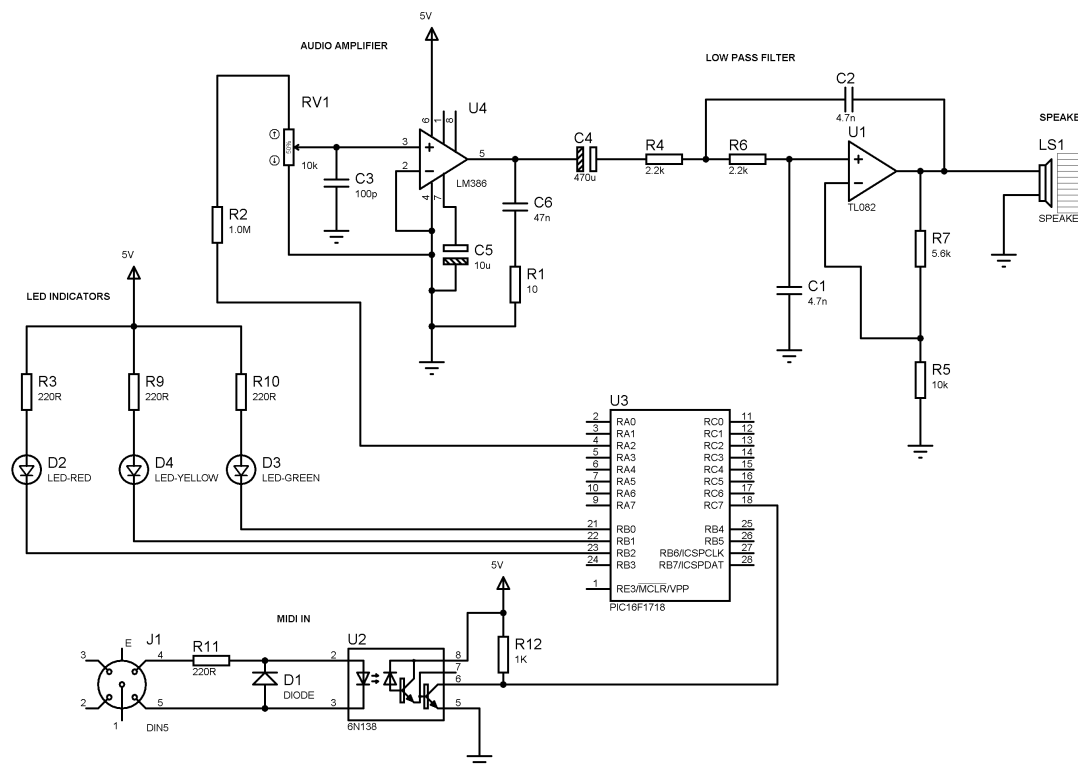 5V
AUDIO AMPLIFIER
LOW PASS FILTER
RV1
50%
10k
C3
100p
U4
LM386
6
1
8
3
2
5
4
7
R2
1.0M
C5
10u
C6
47n
R1
10
C4
470u
R4
2.2k
R6
2.2k
C2
4.7n
U1
TL082
C1
4.7n
R7
5.6k
R5
10k
SPEAKE
LS1
SPEAKE
5V
LED INDICATORS
R3
220R
R9
220R
R10
220R
D2
LED-RED
D4
LED-YELLOW
D3
LED-GREEN
U3
2 RA0 RC0 11
3 RA1 RC1 12
4 RA2 RC2 13
5 RA3 RC3 14
6 RA4 RC4 15
7 RA5 RC5 16
10 RA6 RC6 17
9 RA7 RC7 18
21 RB0 RB4 25
22 RB1 RB5 26
23 RB2 RB6/ICSPCLK 27
24 RB3 RB7/ICSPDAT 28
1 RE3/MCLR/VPP
PIC16F1718
5V
MIDI IN
J1
3
E
4
2
1
5
DIN5
R11
220R
D1
DIODE
U2
2
3
8
7
6
5
6N138
R12
1K